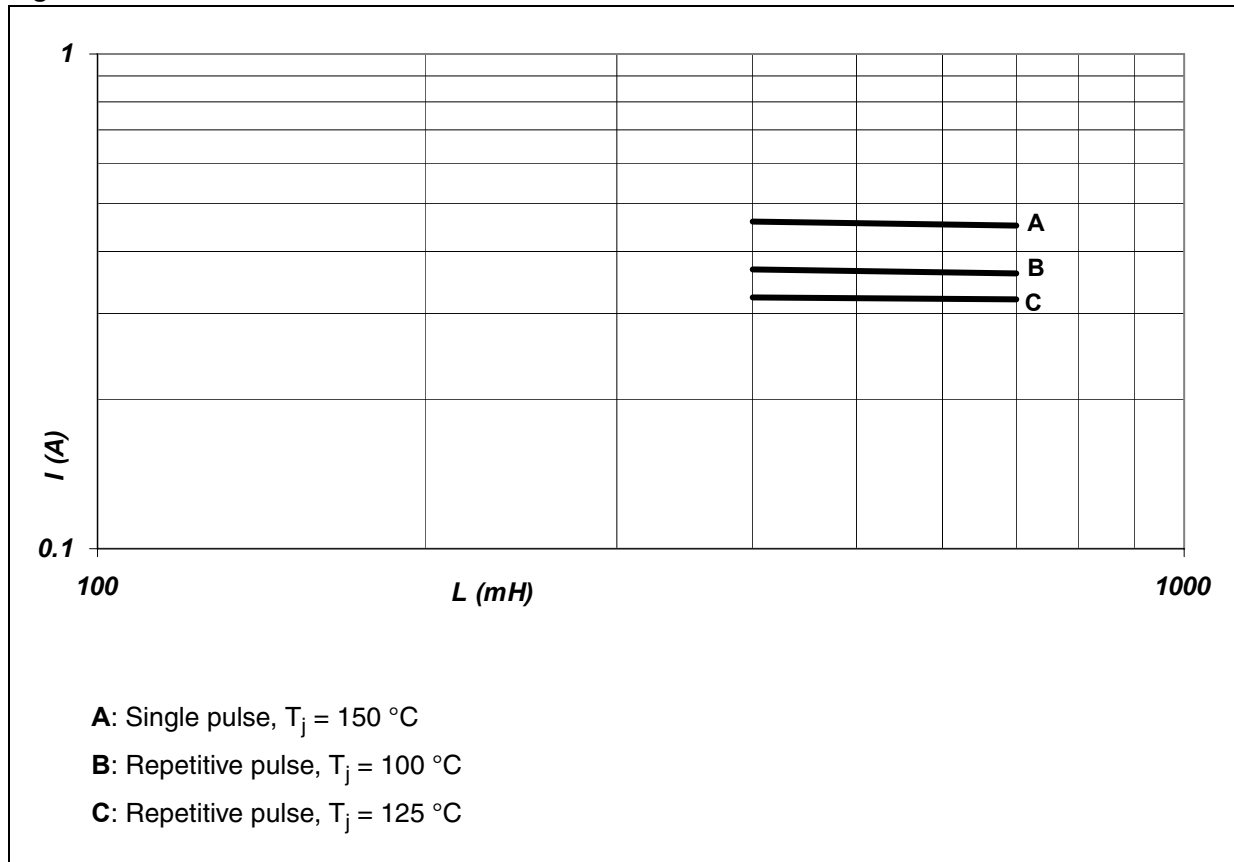 1
A
B
C
I (A)
0.1
100
L (mH)
1000
A: Single pulse, Tj = 150 °C
B: Repetitive pulse, Tj = 100 °C
C: Repetitive pulse, Tj = 125 °C